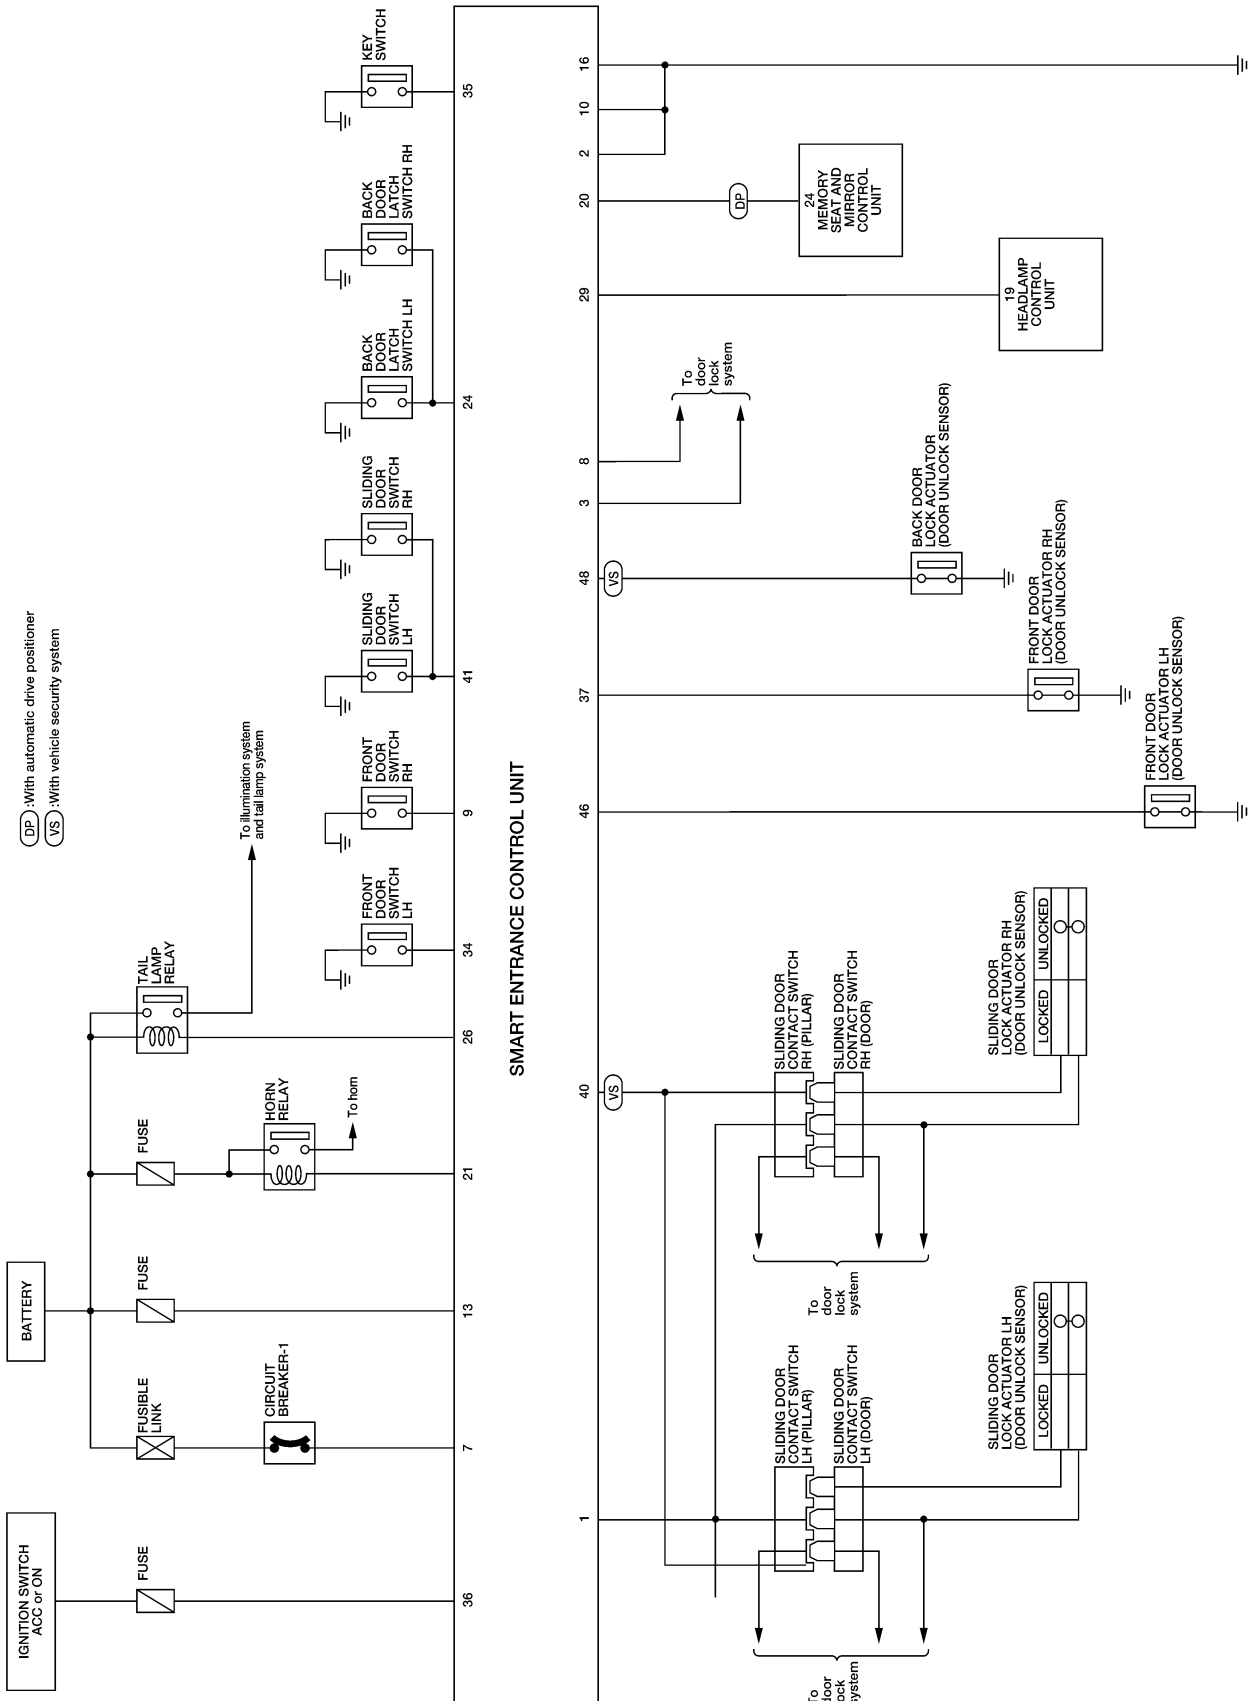 DP :With automatic drive positioner
VS :With vehicle security system
IGNITION SWITCH
ACC or ON
FUSE
36
BATTERY
FUSIBLE
LINK
CIRCUIT
BREAKER-1
7
FUSE
13
FUSE
HORN
RELAY
To horn
21
TAIL
LAMP
RELAY
To illumination system
and tail lamp system
26
FRONT
DOOR
SWITCH
LH
34
FRONT
DOOR
SWITCH
RH
9
SLIDING
DOOR
SWITCH
LH
41
SLIDING
DOOR
SWITCH
RH
BACK
DOOR
LATCH
SWITCH LH
24
BACK
DOOR
LATCH
SWITCH RH
KEY
SWITCH
35
SMART ENTRANCE CONTROL UNIT
1
40
VS
46
37
48
VS
3
8
29
20
DP
2
10
16
SLIDING DOOR
CONTACT SWITCH
LH (PILLAR)
SLIDING DOOR
CONTACT SWITCH
LH (DOOR)
To
door
lock
system
SLIDING DOOR
LOCK ACTUATOR LH
(DOOR UNLOCK SENSOR)
LOCKED
UNLOCKED
SLIDING DOOR
CONTACT SWITCH
RH (PILLAR)
SLIDING DOOR
CONTACT SWITCH
RH (DOOR)
To
door
lock
system
SLIDING DOOR
LOCK ACTUATOR RH
(DOOR UNLOCK SENSOR)
LOCKED
UNLOCKED
FRONT DOOR
LOCK ACTUATOR LH
(DOOR UNLOCK SENSOR)
FRONT DOOR
LOCK ACTUATOR RH
(DOOR UNLOCK SENSOR)
BACK DOOR
LOCK ACTUATOR
(DOOR UNLOCK SENSOR)
To
door
lock
system
19
HEADLAMP
CONTROL
UNIT
24
MEMORY
SEAT AND
MIRROR
CONTROL
UNIT